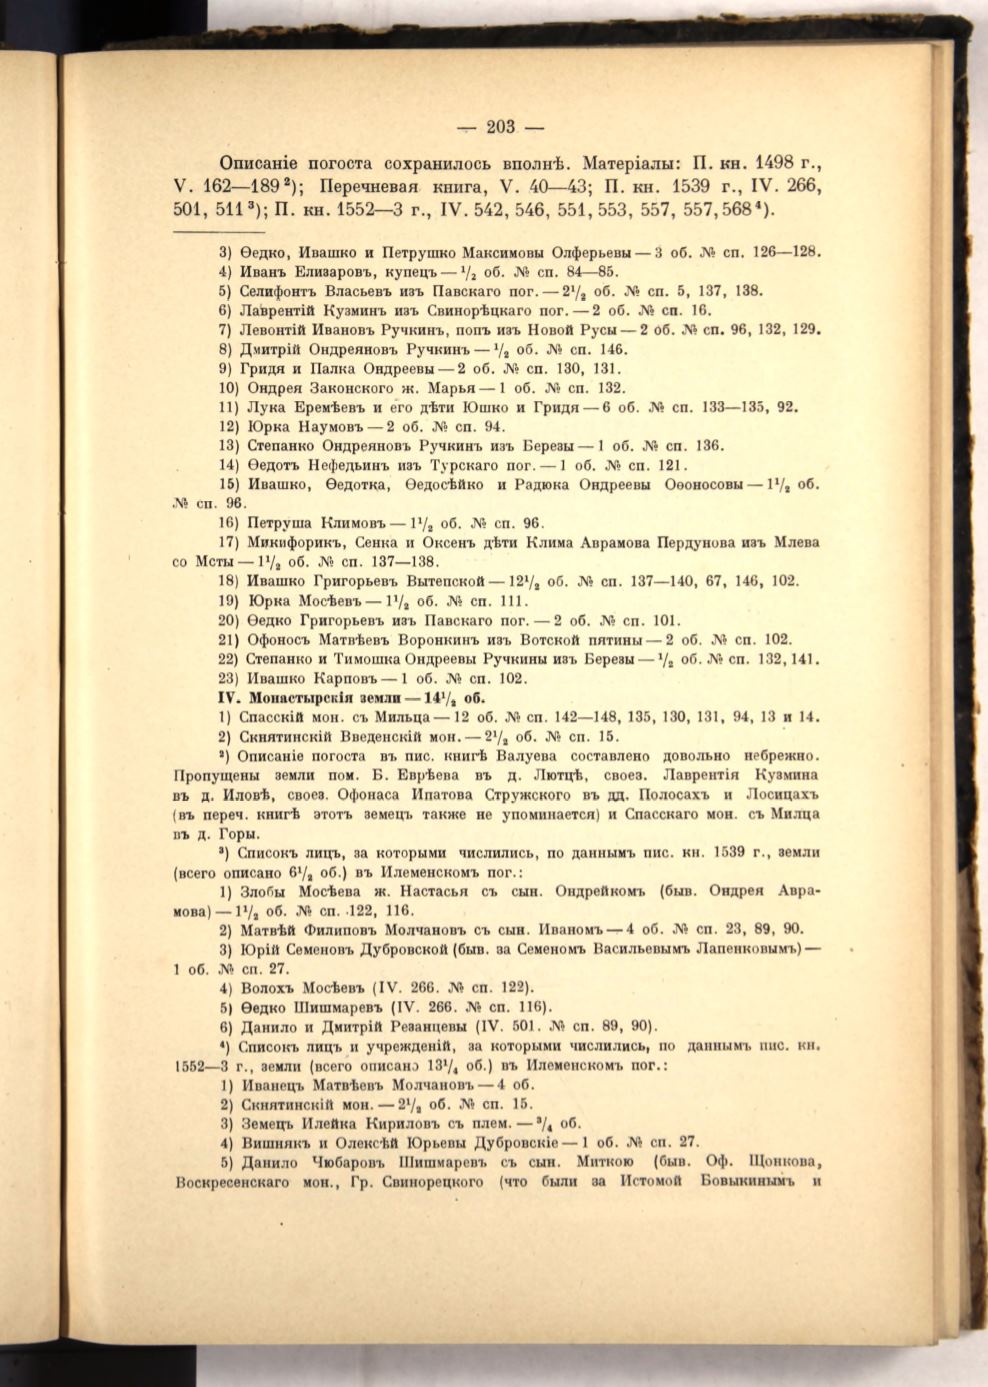 — 203 —
Описаніе погоста сохранилось вполнѣ. Матеріалы: П. кн. 1498 г.,
V. 162—189 ²); Перечневая книга, V. 40—43; П. кн. 1539 г., IV. 266,
501, 511 ³); П. кн. 1552—3 г., IV. 542, 546, 551, 553, 557, 557, 568 ⁴).
3) Ѳедко, Ивашко и Петрушко Максимовы Олферьевы — 3 об. № сп. 126—128.
4) Иванъ Елизаровъ, купецъ — ¹/₂ об. № сп. 84—85.
5) Селифонтъ Власьевъ изъ Павскаго пог. — 2¹/₂ об. № сп. 5, 137, 138.
6) Лаврентій Кузминъ изъ Свинорѣцкаго пог. — 2 об. № сп. 16.
7) Левонтій Ивановъ Ручкинъ, попъ изъ Новой Русы — 2 об. № сп. 96, 132, 129.
8) Дмитрій Ондреяновъ Ручкинъ — ¹/₂ об. № сп. 146.
9) Гридя и Палка Ондреевы — 2 об. № сп. 130, 131.
10) Ондрея Законского ж. Марья — 1 об. № сп. 132.
11) Лука Еремѣевъ и его дѣти Юшко и Гридя — 6 об. № сп. 133—135, 92.
12) Юрка Наумовъ — 2 об. № сп. 94.
13) Степанко Ондреяновъ Ручкинъ изъ Березы — 1 об. № сп. 136.
14) Ѳедотъ Нефедьинъ изъ Турскаго пог. — 1 об. № сп. 121.
15) Ивашко, Ѳедотка, Ѳедосѣйко и Радюка Ондреевы Оѳоносовы — 1¹/₂ об.
№ сп. 96.
16) Петруша Климовъ — 1¹/₂ об. № сп. 96.
17) Микифорикъ, Сенка и Оксенъ дѣти Клима Аврамова Пердунова изъ Млева
со Мсты — 1¹/₂ об. № сп. 137—138.
18) Ивашко Григорьевъ Вытепской — 12¹/₂ об. № сп. 137—140, 67, 146, 102.
19) Юрка Мосѣевъ — 1¹/₂ об. № сп. 111.
20) Ѳедко Григорьевъ изъ Павскаго пог. — 2 об. № сп. 101.
21) Офоносъ Матвѣевъ Воронкинъ изъ Вотской пятины — 2 об. № сп. 102.
22) Степанко и Тимошка Ондреевы Ручкины изъ Березы — ¹/₂ об. № сп. 132, 141.
23) Ивашко Карповъ — 1 об. № сп. 102.
IV. Монастырскія земли — 14¹/₂ об.
1) Спасскій мон. съ Мильца — 12 об. № сп. 142—148, 135, 130, 131, 94, 13 и 14.
2) Скнятинскій Введенскій мон. — 2¹/₂ об. № сп. 15.
²) Описаніе погоста въ пис. книгѣ Валуева составлено довольно небрежно.
Пропущены земли пом. Б. Еврѣева въ д. Лютцѣ, своез. Лаврентія Кузмина
въ д. Иловѣ, своез. Офонаса Ипатова Стружского въ дд. Полосахъ и Лосицахъ
(въ переч. книгѣ этотъ земецъ также не упоминается) и Спасскаго мон. съ Милца
въ д. Горы.
³) Списокъ лицъ, за которыми числились, по даннымъ пис. кн. 1539 г., земли
(всего описано 6¹/₂ об.) въ Илеменскомъ пог.:
1) Злобы Мосѣева ж. Настасья съ сын. Ондрейкомъ (быв. Ондрея Авра-
мова) — 1¹/₂ об. № сп. 122, 116.
2) Матвѣй Филиповъ Молчановъ съ сын. Иваномъ — 4 об. № сп. 23, 89, 90.
3) Юрій Семеновъ Дубровской (быв. за Семеномъ Васильевымъ Лапенковымъ) —
1 об. № сп. 27.
4) Волохъ Мосѣевъ (IV. 266. № сп. 122).
5) Ѳедко Шишмаревъ (IV. 266. № сп. 116).
6) Данило и Дмитрій Резанцевы (IV. 501. № сп. 89, 90).
⁴) Списокъ лицъ и учрежденій, за которыми числились, по даннымъ пис. кн.
1552—3 г., земли (всего описано 13¹/₄ об.) въ Илеменскомъ пог.:
1) Иванецъ Матвѣевъ Молчановъ — 4 об.
2) Скнятинскій мон. — 2¹/₂ об. № сп. 15.
3) Земецъ Илейка Кириловъ съ плем. — ³/₄ об.
4) Вишнякъ и Олексѣй Юрьевы Дубровскіе — 1 об. № сп. 27.
5) Данило Чюбаровъ Шишмаревъ съ сын. Миткою (быв. Оф. Щонкова,
Воскресенскаго мон., Гр. Свинорецкого (что были за Истомой Бовыкинымъ и